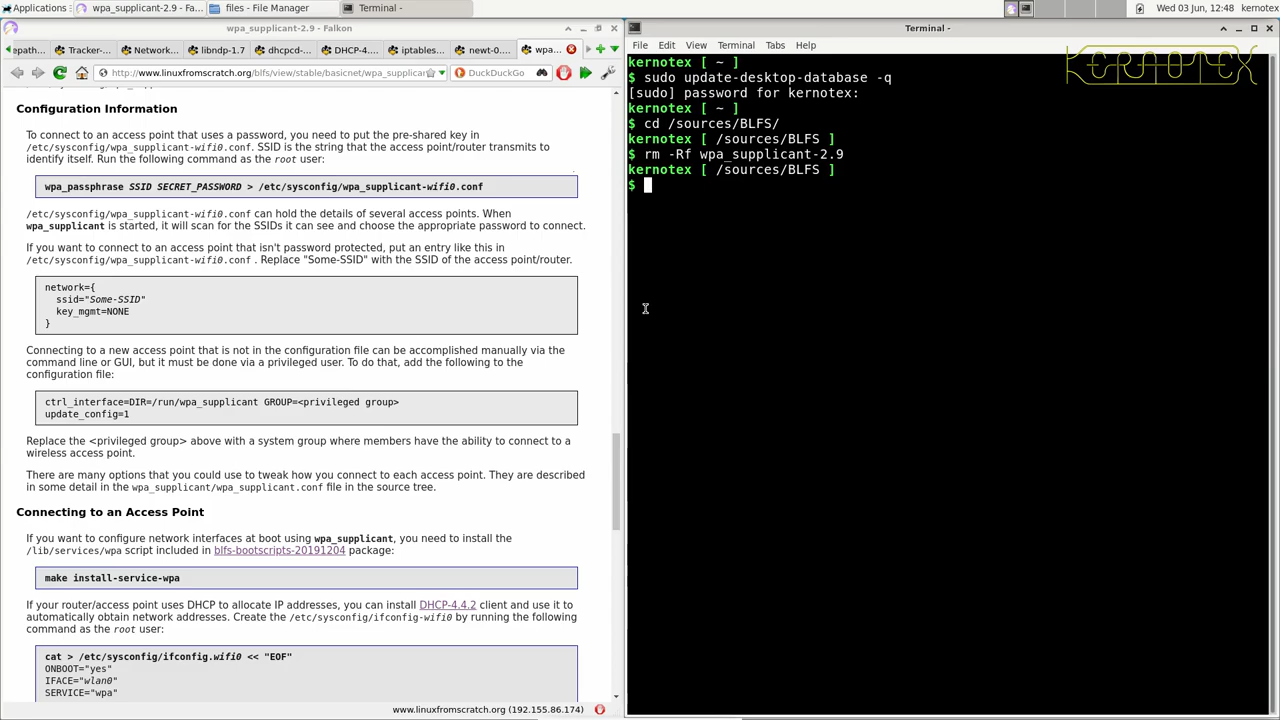 Applications
wpa_supplicant-2.9 - Fa...
files - File Manager
Terminal -
Wed 03 Jun, 12:48 kernotex
wpa_supplicant-2.9 - Falkon
epath...
Tracker-...
Network...
libndp-1.7
dhcpcd-...
DHCP-4....
iptables...
newt-0....
wpa...
http://www.linuxfromscratch.org/blfs/view/stable/basicnet/wpa_supplican
DuckDuckGo
Configuration Information
To connect to an access point that uses a password, you need to put the pre-shared key in
/etc/sysconfig/wpa_supplicant-wifi0.conf. SSID is the string that the access point/router transmits to
identify itself. Run the following command as the root user:
wpa_passphrase SSID SECRET_PASSWORD > /etc/sysconfig/wpa_supplicant-wifi0.conf
/etc/sysconfig/wpa_supplicant-wifi0.conf can hold the details of several access points. When
wpa_supplicant is started, it will scan for the SSIDs it can see and choose the appropriate password to connect.
If you want to connect to an access point that isn't password protected, put an entry like this in
/etc/sysconfig/wpa_supplicant-wifi0.conf . Replace "Some-SSID" with the SSID of the access point/router.
network={
ssid="Some-SSID"
key_mgmt=NONE
}
Connecting to a new access point that is not in the configuration file can be accomplished manually via the
command line or GUI, but it must be done via a privileged user. To do that, add the following to the
configuration file:
ctrl_interface=DIR=/run/wpa_supplicant GROUP=<privileged group>
update_config=1
Replace the <privileged group> above with a system group where members have the ability to connect to a
wireless access point.
There are many options that you could use to tweak how you connect to each access point. They are described
in some detail in the wpa_supplicant/wpa_supplicant.conf file in the source tree.
Connecting to an Access Point
If you want to configure network interfaces at boot using wpa_supplicant, you need to install the
/lib/services/wpa script included in blfs-bootscripts-20191204 package:
make install-service-wpa
If your router/access point uses DHCP to allocate IP addresses, you can install DHCP-4.4.2 client and use it to
automatically obtain network addresses. Create the /etc/sysconfig/ifconfig-wifi0 by running the following
command as the root user:
cat > /etc/sysconfig/ifconfig.wifi0 << "EOF"
ONBOOT="yes"
IFACE="wlan0"
SERVICE="wpa"
www.linuxfromscratch.org (192.155.86.174)
Terminal -
File Edit View Terminal Tabs Help
KERNOTEX
kernotex [ ~ ]
$ sudo update-desktop-database -q
[sudo] password for kernotex:
kernotex [ ~ ]
$ cd /sources/BLFS/
kernotex [ /sources/BLFS ]
$ rm -Rf wpa_supplicant-2.9
kernotex [ /sources/BLFS ]
$